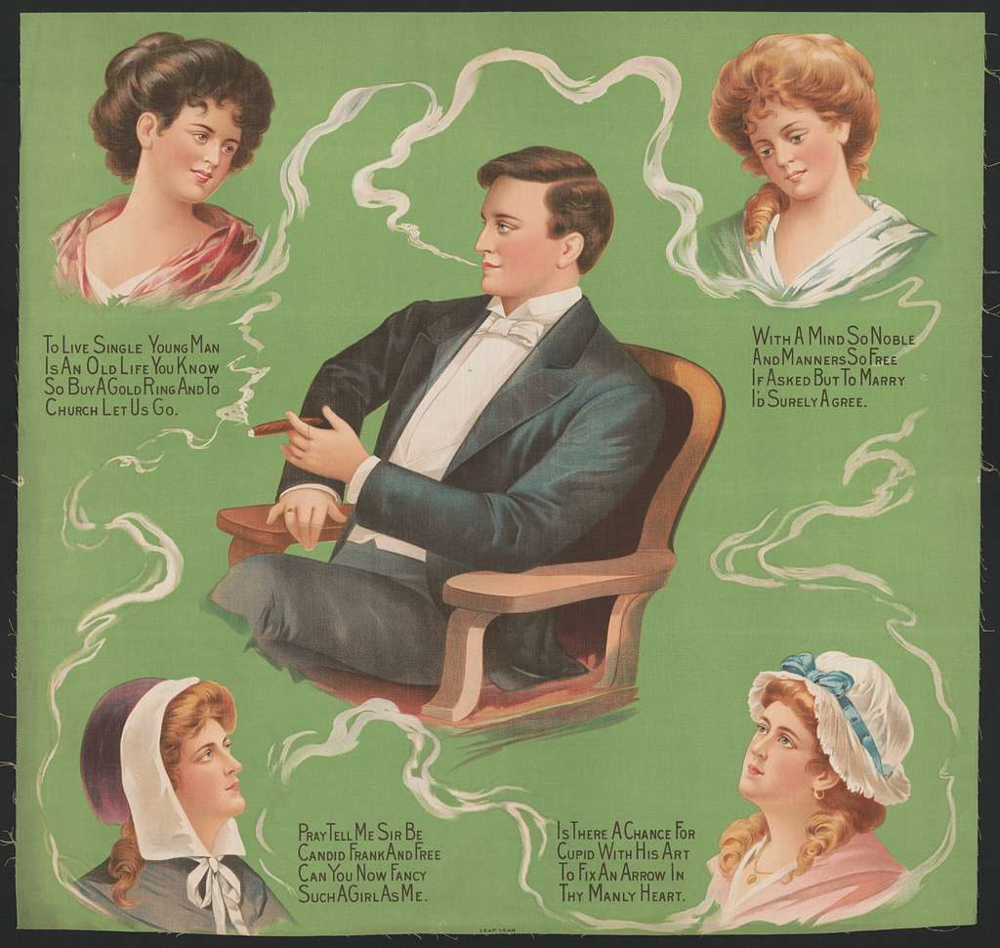 To Live Single Young Man
Is An Old Life You Know
So Buy A Gold Ring And To
Church Let Us Go.
With A Mind So Noble
And Manners So Free
If Asked But To Marry
I'd Surely Agree.
Pray Tell Me Sir Be
Candid Frank And Free
Can You Now Fancy
Such A Girl As Me.
Is There A Chance For
Cupid With His Art
To Fix An Arrow In
Thy Manly Heart.
LEAP YEAR